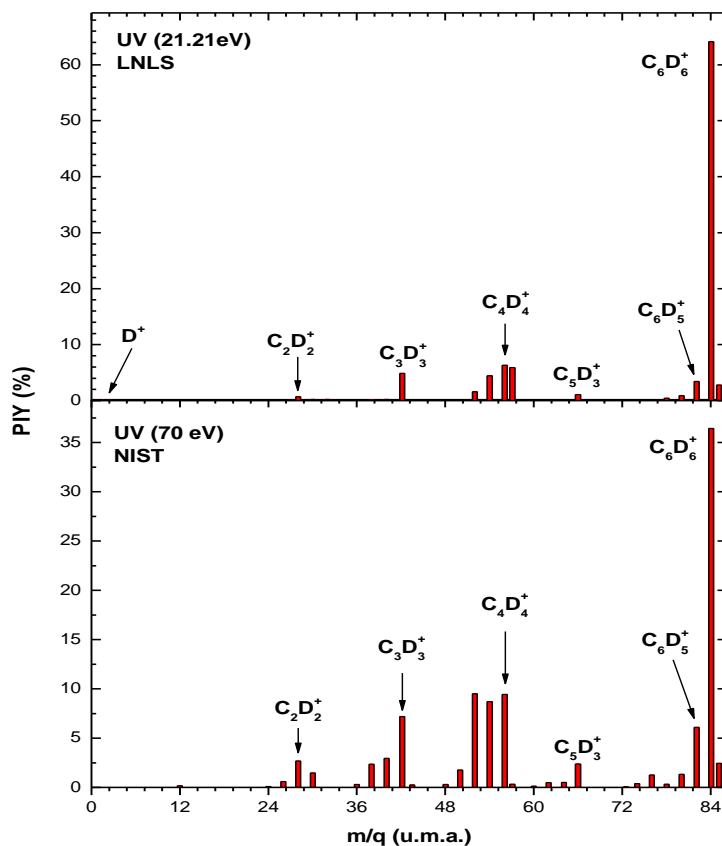 UV (21.21eV)
LNLS
C₆D₆⁺
60
50
40
30
20
10
0
D⁺
C₂D₂⁺
C₃D₃⁺
C₄D₄⁺
C₅D₃⁺
C₆D₅⁺
PIY (%)
UV (70 eV)
NIST
C₆D₆⁺
35
30
25
20
15
10
5
0
C₂D₂⁺
C₃D₃⁺
C₄D₄⁺
C₅D₃⁺
C₆D₅⁺
0 12 24 36 48 60 72 84
m/q (u.m.a.)